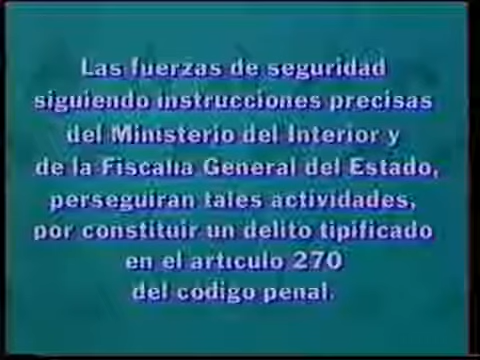 Las fuerzas de seguridad
siguiendo instrucciones precisas
del Ministerio del Interior y
de la Fiscalia General del Estado,
perseguiran tales actividades,
por constituir un delito tipificado
en el articulo 270
del codigo penal.